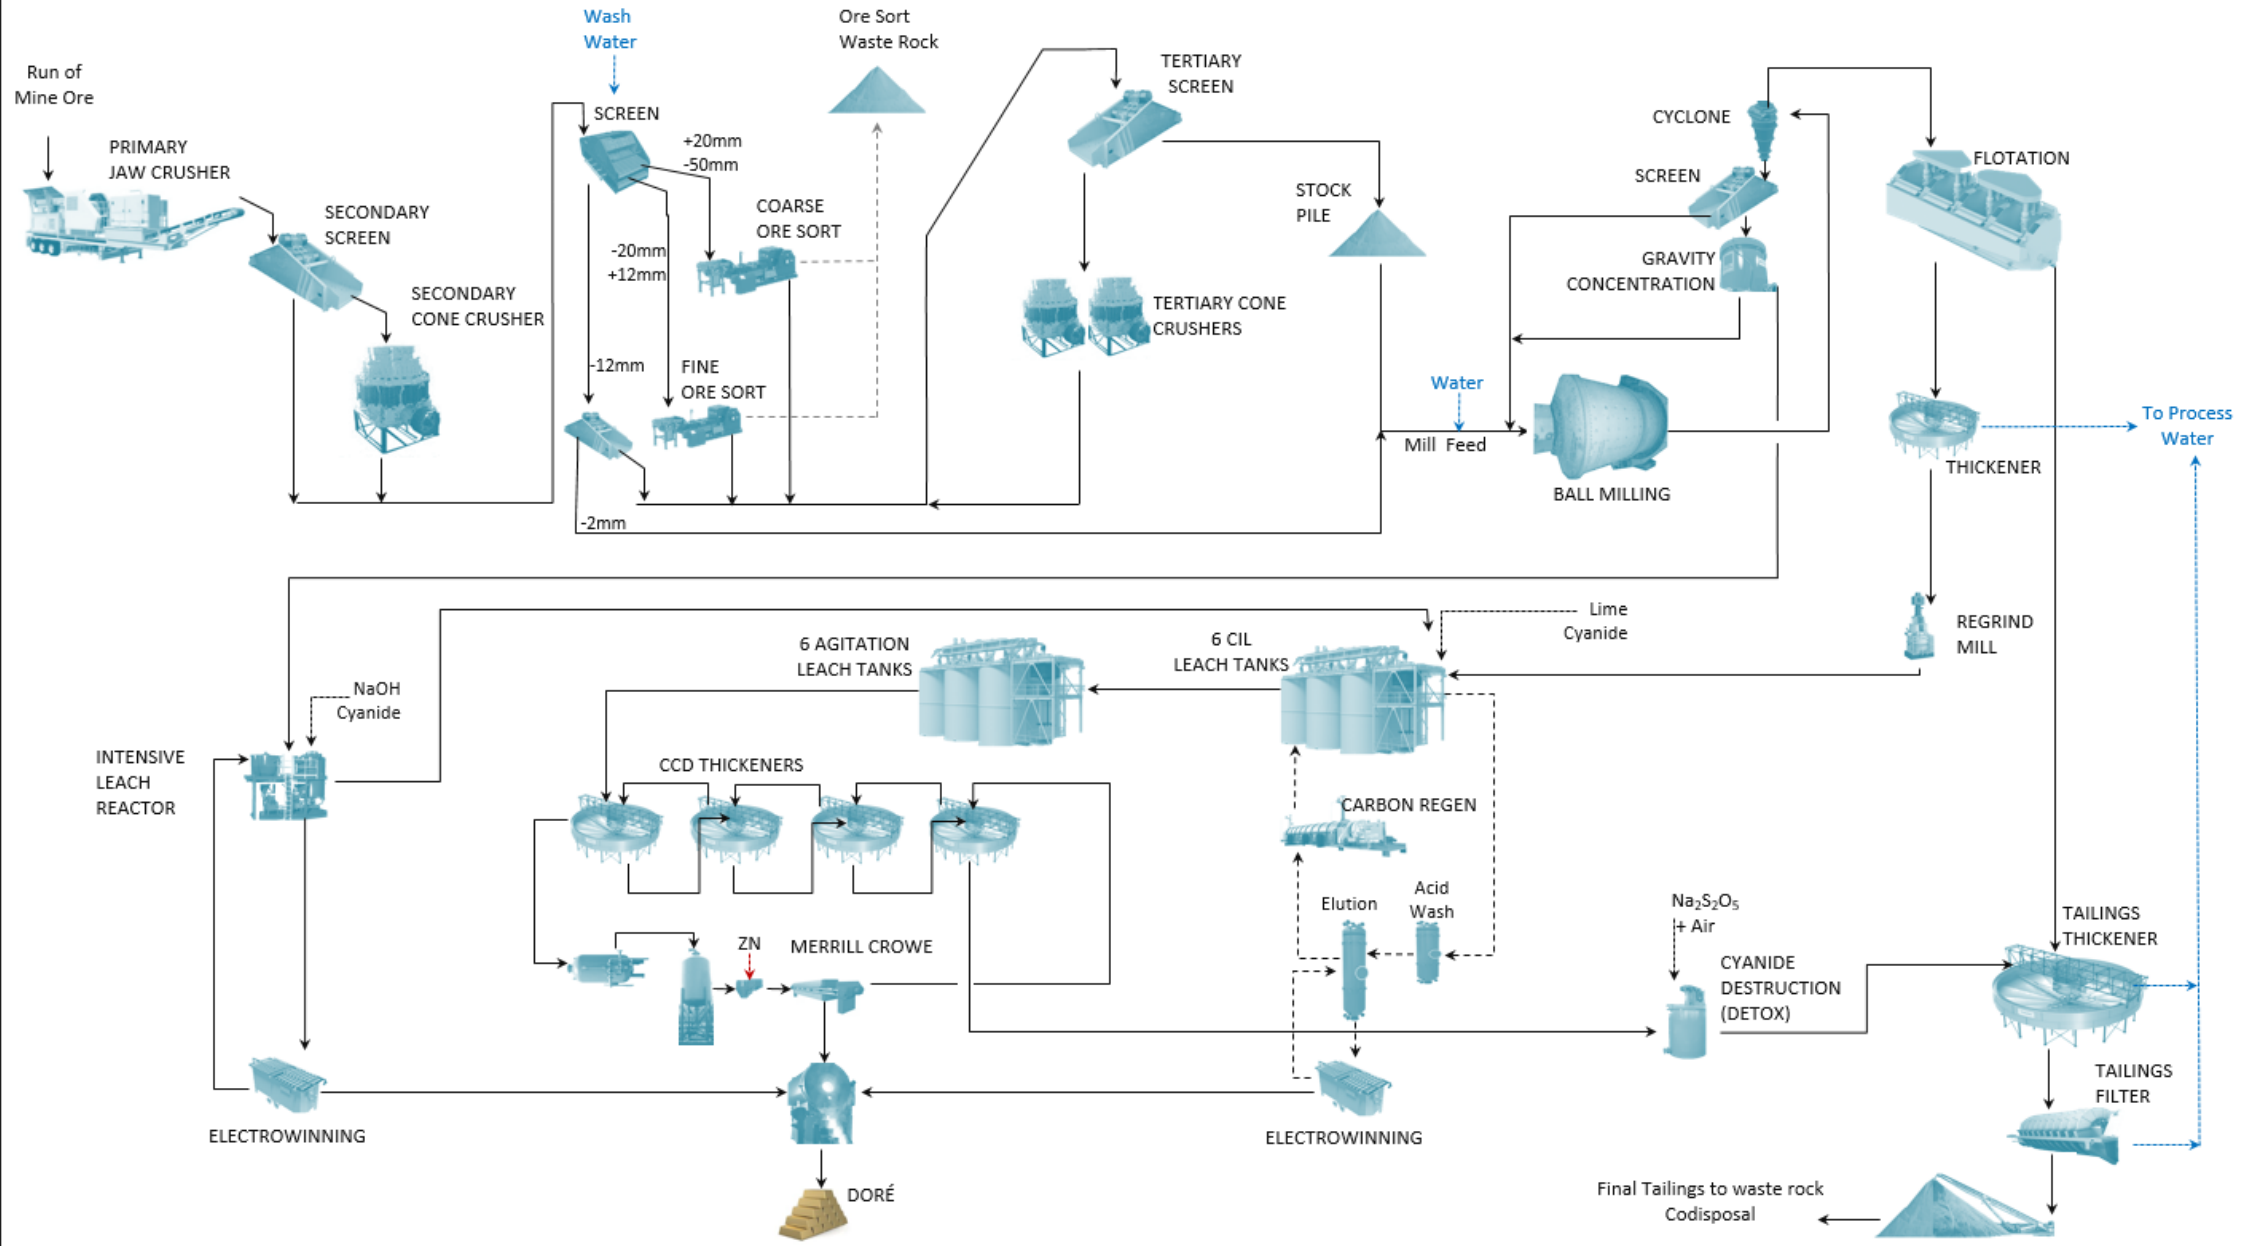 Wash
Water
Ore Sort
Waste Rock
Run of
Mine Ore
PRIMARY
JAW CRUSHER
SECONDARY
SCREEN
SECONDARY
CONE CRUSHER
SCREEN
+20mm
-50mm
COARSE
ORE SORT
-20mm
+12mm
-12mm
FINE
ORE SORT
-2mm
TERTIARY
SCREEN
TERTIARY CONE
CRUSHERS
STOCK
PILE
CYCLONE
SCREEN
GRAVITY
CONCENTRATION
Water
Mill Feed
BALL MILLING
FLOTATION
THICKENER
To Process
Water
REGRIND
MILL
Lime
Cyanide
6 CIL
LEACH TANKS
6 AGITATION
LEACH TANKS
NaOH
Cyanide
INTENSIVE
LEACH
REACTOR
CCD THICKENERS
CARBON REGEN
Elution
Acid
Wash
ZN
MERRILL CROWE
Na₂S₂O₅
+ Air
CYANIDE
DESTRUCTION
(DETOX)
TAILINGS
THICKENER
TAILINGS
FILTER
ELECTROWINNING
ELECTROWINNING
DORÉ
Final Tailings to waste rock
Codisposal